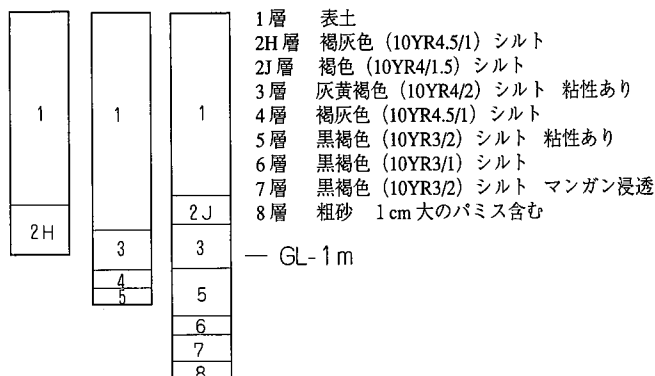 1層 表土
2H層 褐灰色（10YR4.5/1）シルト
2J層 褐色（10YR4/1.5）シルト
3層 灰黄褐色（10YR4/2）シルト 粘性あり
4層 褐灰色（10YR4.5/1）シルト
5層 黒褐色（10YR3/2）シルト 粘性あり
6層 黒褐色（10YR3/1）シルト
7層 黒褐色（10YR3/2）シルト マンガン浸透
8層 粗砂 1cm大のパミス含む
1
2H
1
3
4
5
1
2J
3
5
6
7
8
GL-1m